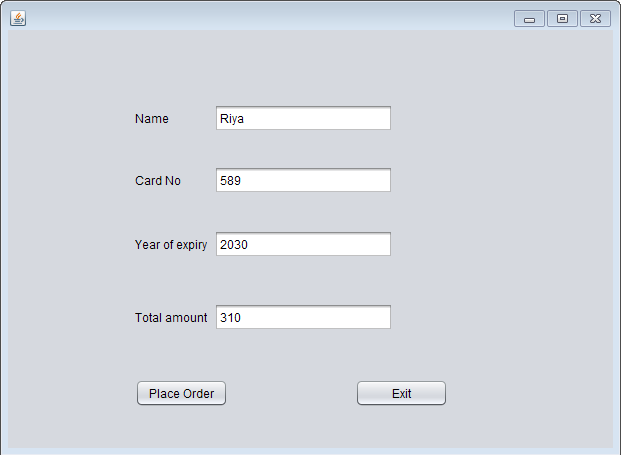 Name Riya
Card No 589
Year of expiry 2030
Total amount 310
Place Order Exit